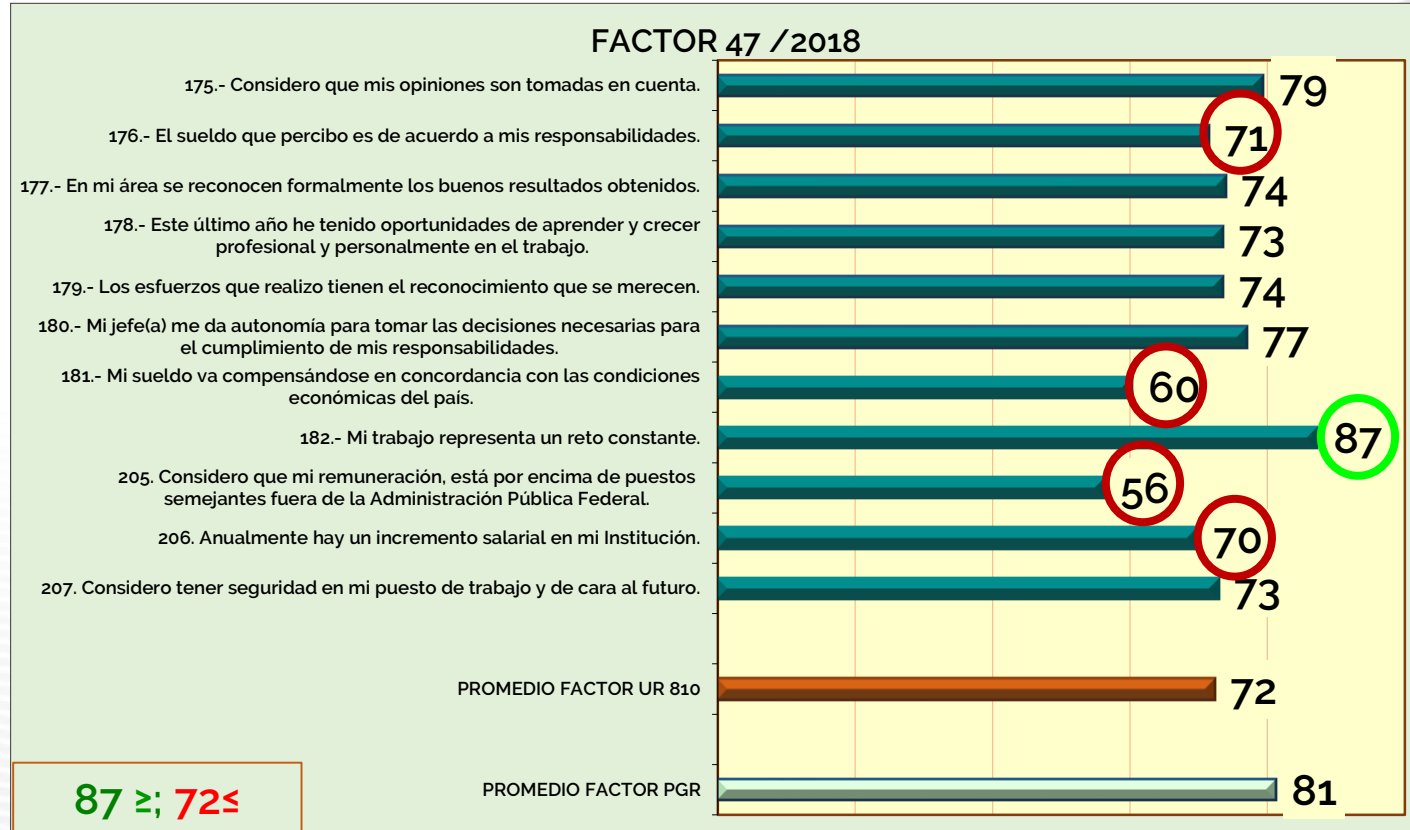 FACTOR 47 /2018
175.- Considero que mis opiniones son tomadas en cuenta.
79
176.- El sueldo que percibo es de acuerdo a mis responsabilidades.
71
177.- En mi área se reconocen formalmente los buenos resultados obtenidos.
74
178.- Este último año he tenido oportunidades de aprender y crecer
profesional y personalmente en el trabajo.
73
179.- Los esfuerzos que realizo tienen el reconocimiento que se merecen.
74
180.- Mi jefe(a) me da autonomía para tomar las decisiones necesarias para
el cumplimiento de mis responsabilidades.
77
181.- Mi sueldo va compensándose en concordancia con las condiciones
económicas del país.
60
182.- Mi trabajo representa un reto constante.
87
205. Considero que mi remuneración, está por encima de puestos
semejantes fuera de la Administración Pública Federal.
56
206. Anualmente hay un incremento salarial en mi Institución.
70
207. Considero tener seguridad en mi puesto de trabajo y de cara al futuro.
73
PROMEDIO FACTOR UR 810
72
PROMEDIO FACTOR PGR
81
87 ≥; 72≤